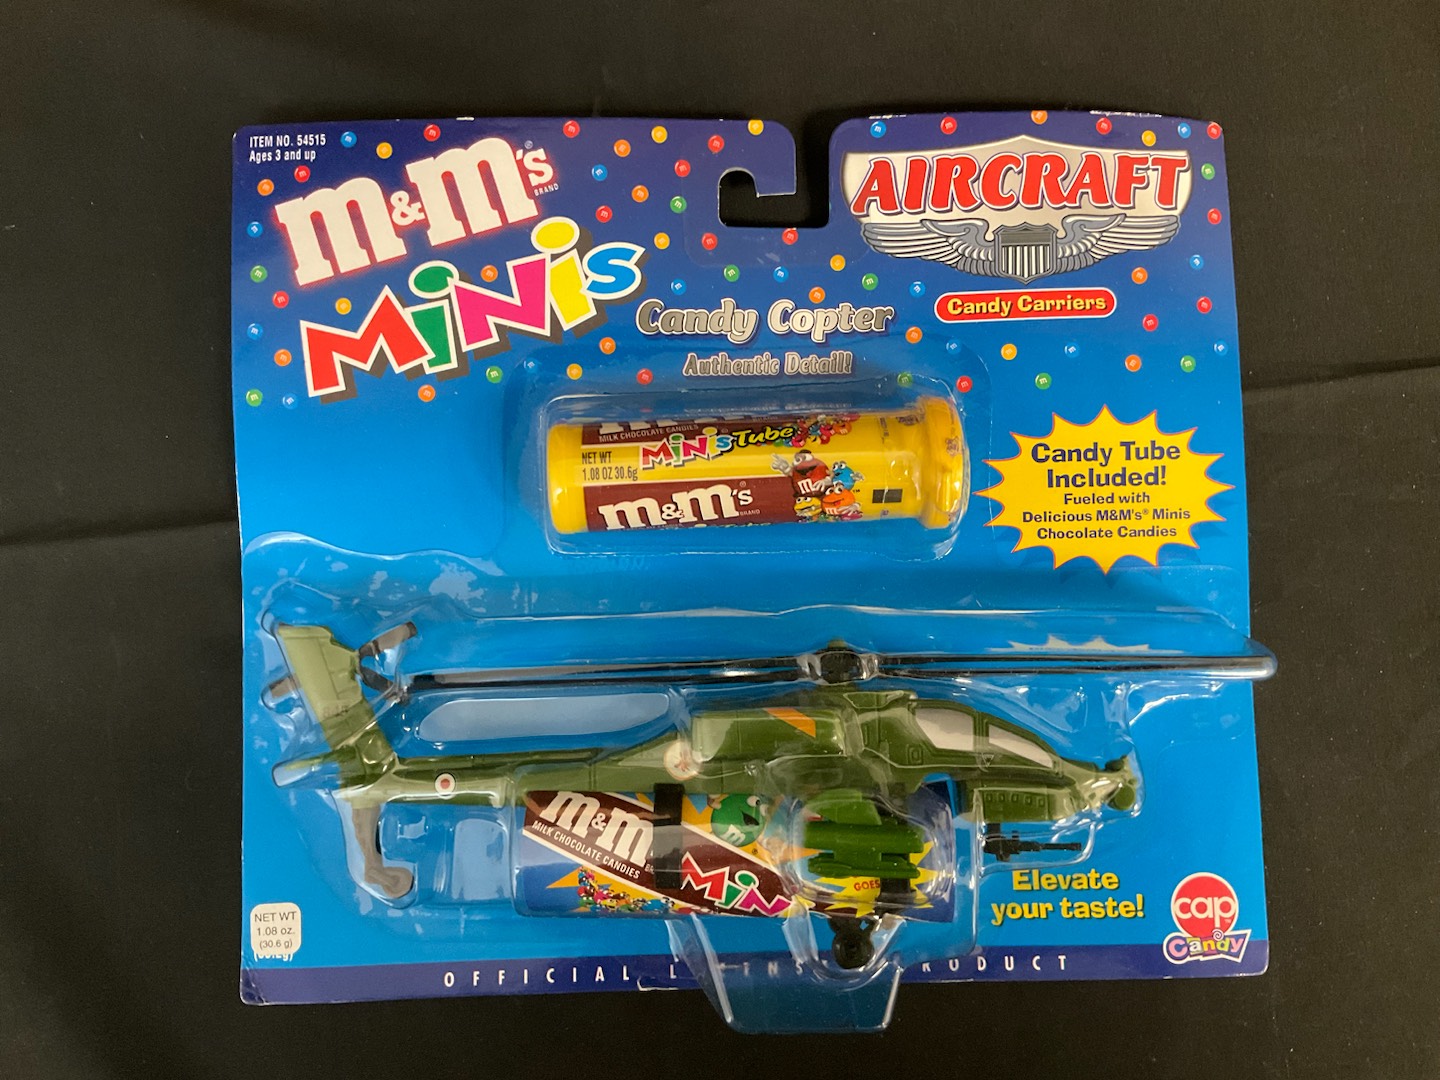 ITEM NO. 54515
Ages 3 and up
m&m's®
BRAND
MINIS
AIRCRAFT
Candy Carriers
Candy Copter
Authentic Detail!
MILK CHOCOLATE CANDIES
MINIS Tube
NET WT
1.08 OZ 30.6g
m&m's®
BRAND
Candy Tube
Included!
Fueled with
Delicious M&M's® Minis
Chocolate Candies
m&m
MILK CHOCOLATE CANDIES
MIN
GOES
Elevate
your taste!
cap
Candy
NET WT
1.08 oz.
(30.6 g)
OFFICIAL L PRODUCT